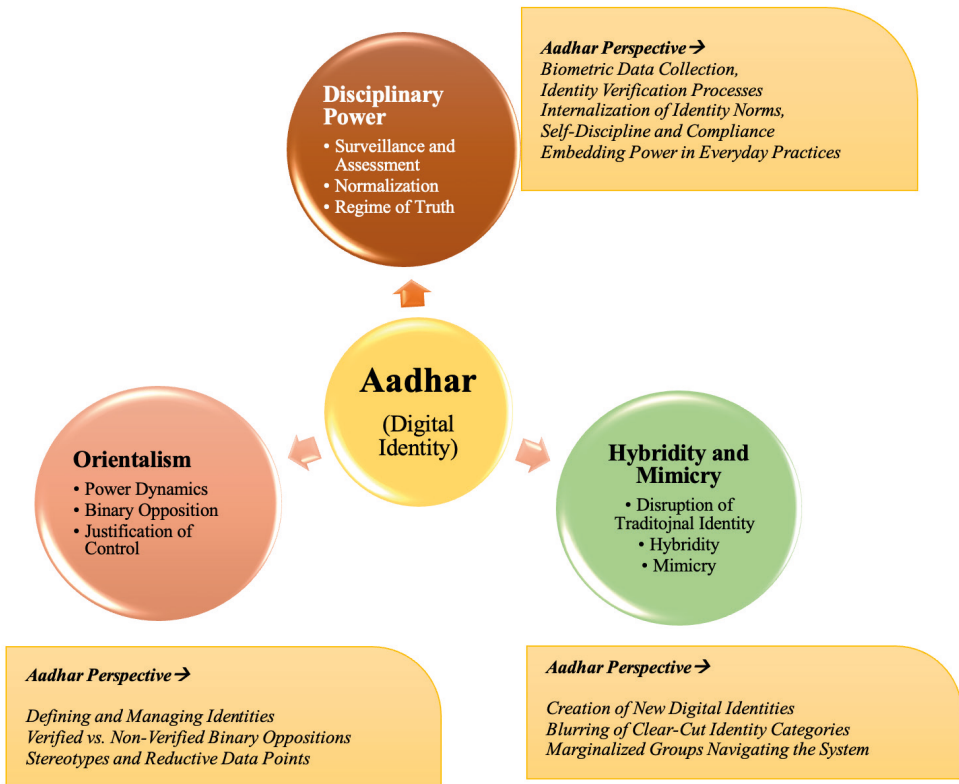 Disciplinary
Power
• Surveillance and
Assessment
• Normalization
• Regime of Truth
Aadhar Perspective→
Biometric Data Collection,
Identity Verification Processes
Internalization of Identity Norms,
Self-Discipline and Compliance
Embedding Power in Everyday Practices
Aadhar
(Digital
Identity)
Orientalism
• Power Dynamics
• Binary Opposition
• Justification of
Control
Hybridity and
Mimicry
• Disruption of
Traditojnal Identity
• Hybridity
• Mimicry
Aadhar Perspective→
Defining and Managing Identities
Verified vs. Non-Verified Binary Oppositions
Stereotypes and Reductive Data Points
Aadhar Perspective→
Creation of New Digital Identities
Blurring of Clear-Cut Identity Categories
Marginalized Groups Navigating the System